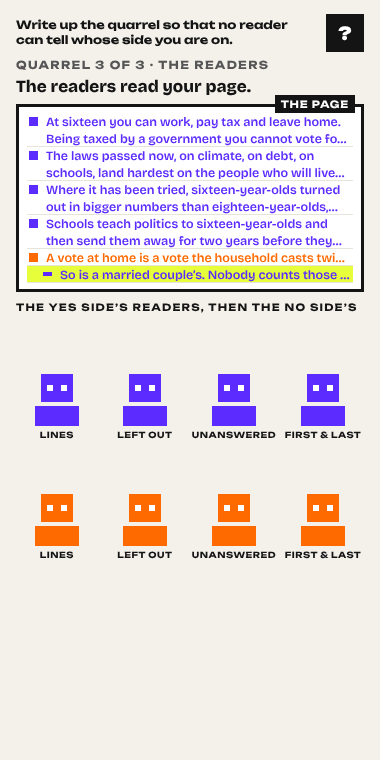 Write up the quarrel so that no reader
can tell whose side you are on.
?
QUARREL 3 OF 3 · THE READERS
The readers read your page.
THE PAGE
At sixteen you can work, pay tax and leave home.
Being taxed by a government you cannot vote fo...
The laws passed now, on climate, on debt, on
schools, land hardest on the people who will live...
Where it has been tried, sixteen-year-olds turned
out in bigger numbers than eighteen-year-olds,...
Schools teach politics to sixteen-year-olds and
then send them away for two years before they...
A vote at home is a vote the household casts twi...
So is a married couple's. Nobody counts those ...
THE YES SIDE'S READERS, THEN THE NO SIDE'S
LINES LEFT OUT UNANSWERED FIRST & LAST
LINES LEFT OUT UNANSWERED FIRST & LAST